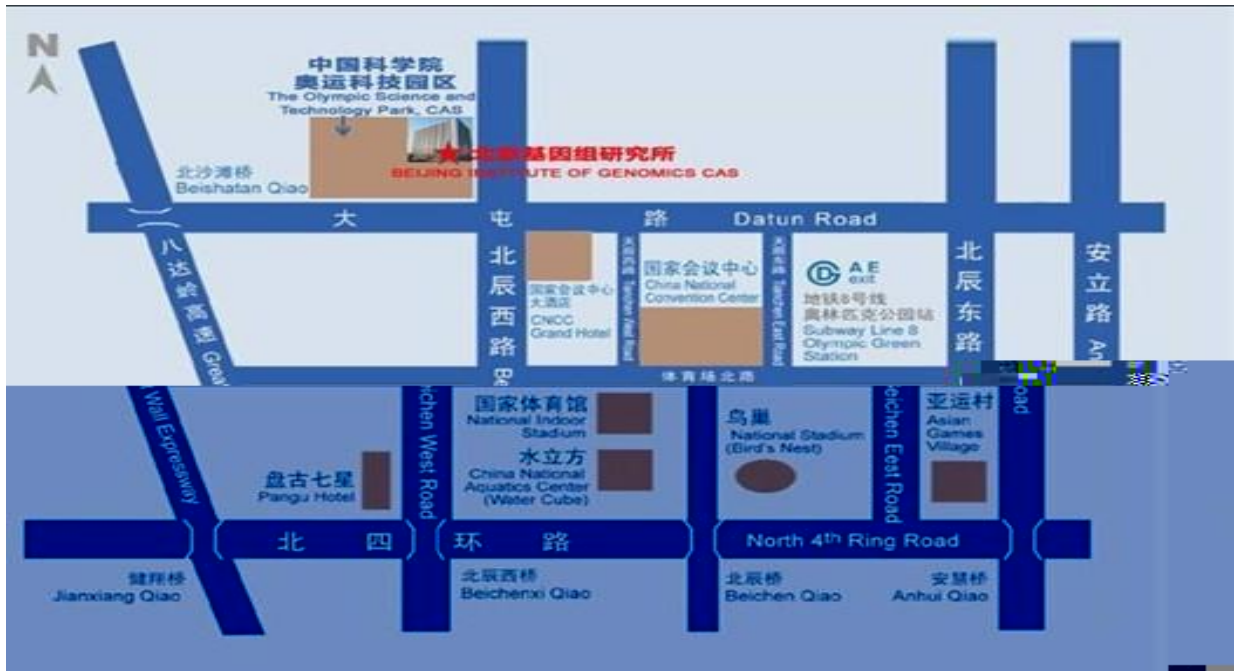 N
中国科学院
奥运科技园区
The Olympic Science and
Technology Park, CAS
北京基因组研究所
BEIJING INSTITUTE OF GENOMICS CAS
北沙滩桥
Beishatan Qiao
大屯路 Datun Road
八达岭高速 Great
北辰西路 Be
国家会议中心
大酒店
CNCC
Grand Hotel
天辰西路 Tianchen West Road
国家会议中心
China National
Convention Center
天辰东路 Tianchen East Road
A E
exit
地铁8号线
奥林匹克公园站
Subway Line 8
Olympic Green
Station
北辰东路
安立路 An
体育场北路
Wall Expressway
eichen West Road
国家体育馆
National Indoor
Stadium
水立方
China National
Aquatics Center
(Water Cube)
盘古七星
Pangu Hotel
鸟巢
National Stadium
(Bird's Nest)
Beichen East Road
亚运村
Asian
Games
Village
Road
北四环路 North 4th Ring Road
健翔桥
Jianxiang Qiao
北辰西桥
Beichenxi Qiao
北辰桥
Beichen Qiao
安慧桥
Anhui Qiao